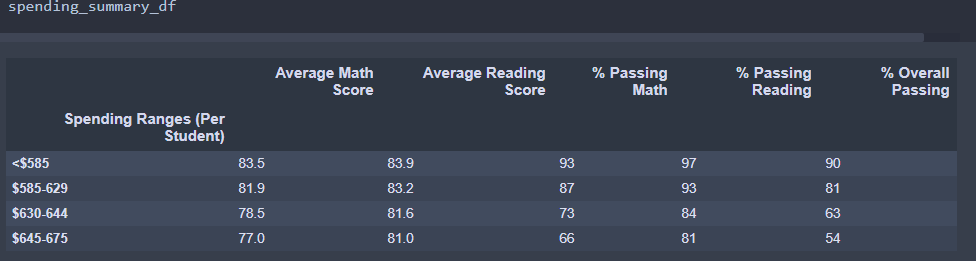 spending_summary_df
Average Math Score Average Reading Score % Passing Math % Passing Reading % Overall Passing
Spending Ranges (Per Student)
<$585 83.5 83.9 93 97 90
$585-629 81.9 83.2 87 93 81
$630-644 78.5 81.6 73 84 63
$645-675 77.0 81.0 66 81 54